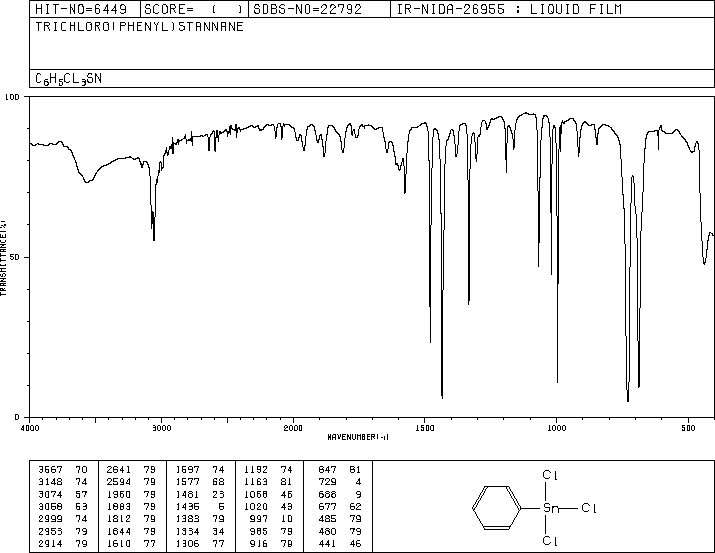 HIT-NO=6449 SCORE= ( ) SDBS-NO=22792 IR-NIDA-26955 : LIQUID FILM
TRICHLORO(PHENYL)STANNANE
C6H5CL3SN
100
50
0
TRANSMITTANCE(%)
4000 3000 2000 1500 1000 500
WAVENUMBER(-1)
3567 70 2641 79 1597 74 1192 74 847 81
3148 74 2594 79 1577 68 1163 81 729 4
3074 57 1960 79 1481 23 1068 46 688 9
3058 53 1883 79 1435 5 1020 43 677 62
2999 74 1812 79 1383 79 997 10 485 79
2953 79 1644 79 1334 34 985 79 480 79
2914 79 1610 77 1306 77 916 79 441 46
Cl
Sn Cl
Cl